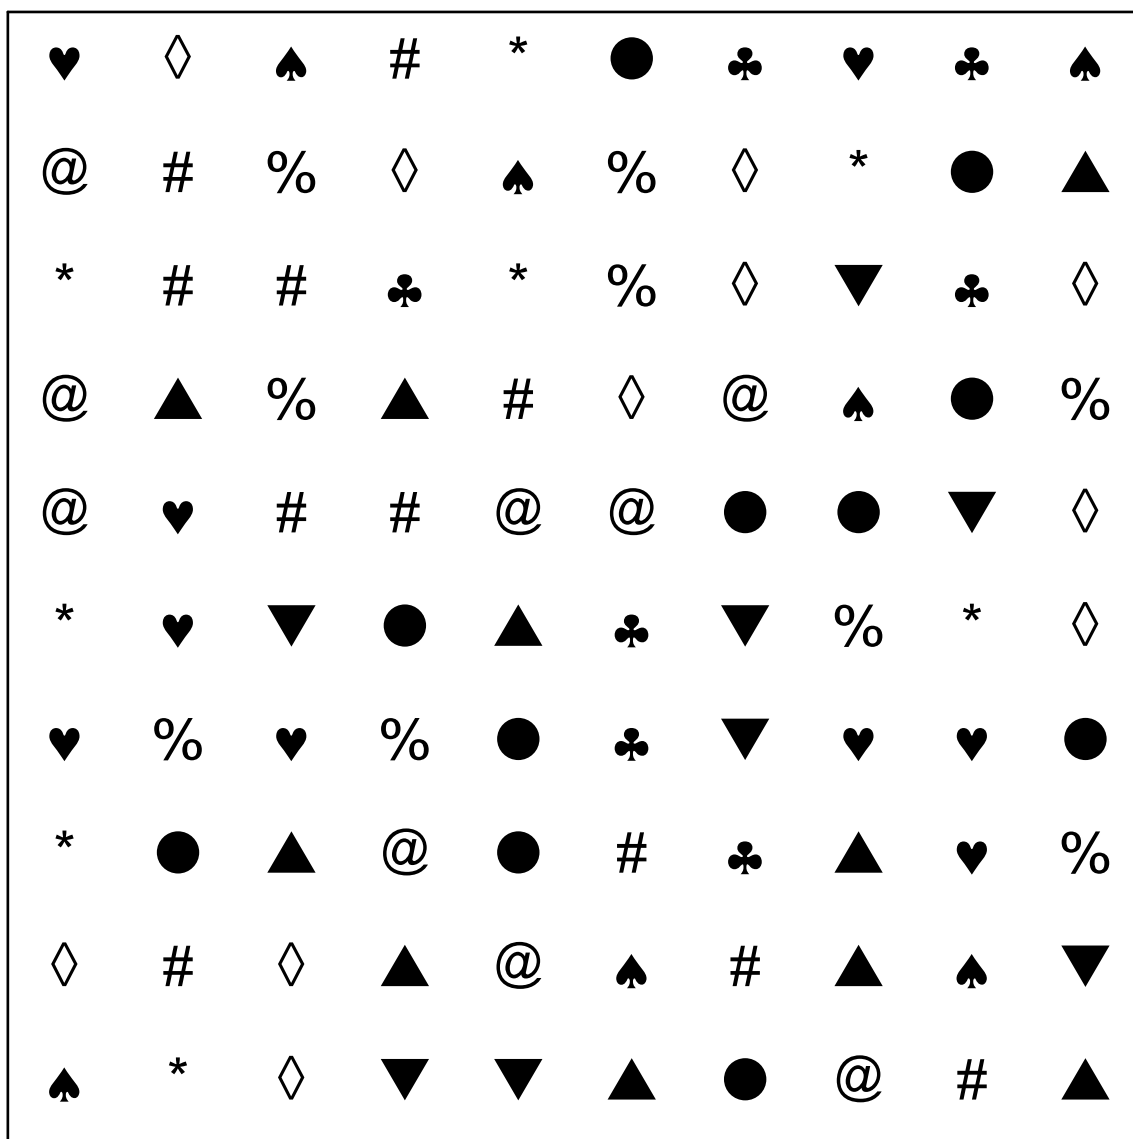 ♥ ◊ ♠ # * ● ♣ ♥ ♣ ♠
@ # % ◊ ♠ % ◊ * ● ▲
* # # ♣ * % ◊ ▼ ♣ ◊
@ ▲ % ▲ # ◊ @ ♠ ● %
@ ♥ # # @ @ ● ● ▼ ◊
* ♥ ▼ ● ▲ ♣ ▼ % * ◊
♥ % ♥ % ● ♣ ▼ ♥ ♥ ●
* ● ▲ @ ● # ♣ ▲ ♥ %
◊ # ◊ ▲ @ ♠ # ▲ ♠ ▼
♠ * ◊ ▼ ▼ ▲ ● @ # ▲